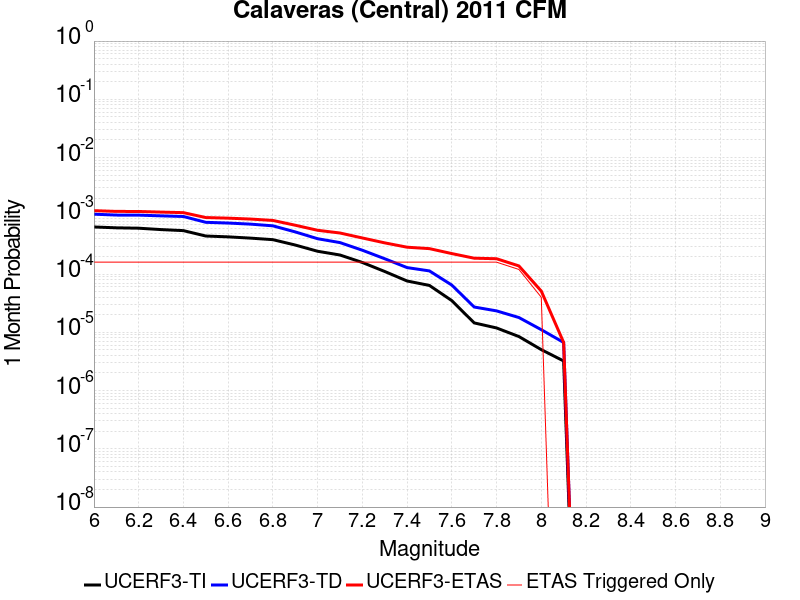 Calaveras (Central) 2011 CFM
1 Month Probability
10^0
10^-1
10^-2
10^-3
10^-4
10^-5
10^-6
10^-7
10^-8
6 6.2 6.4 6.6 6.8 7 7.2 7.4 7.6 7.8 8 8.2 8.4 8.6 8.8 9
Magnitude
UCERF3-TI UCERF3-TD UCERF3-ETAS ETAS Triggered Only